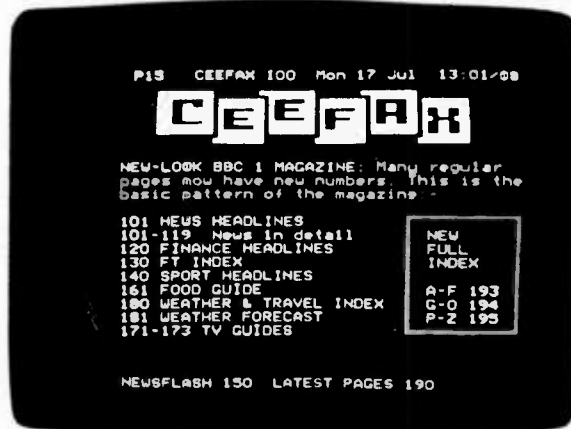 P15 CEEFAX 100 Mon 17 Jul 13:01/08
CEEFAX
NEW-LOOK BBC 1 MAGAZINE: Many regular
pages mow have new numbers. This is the
basic pattern of the magazine:-
101 NEWS HEADLINES
101-119 News in detail
120 FINANCE HEADLINES
130 FT INDEX
140 SPORT HEADLINES
161 FOOD GUIDE
180 WEATHER & TRAVEL INDEX
181 WEATHER FORECAST
171-173 TV GUIDES
NEW
FULL
INDEX
A-F 193
G-O 194
P-Z 195
NEWSFLASH 150 LATEST PAGES 190